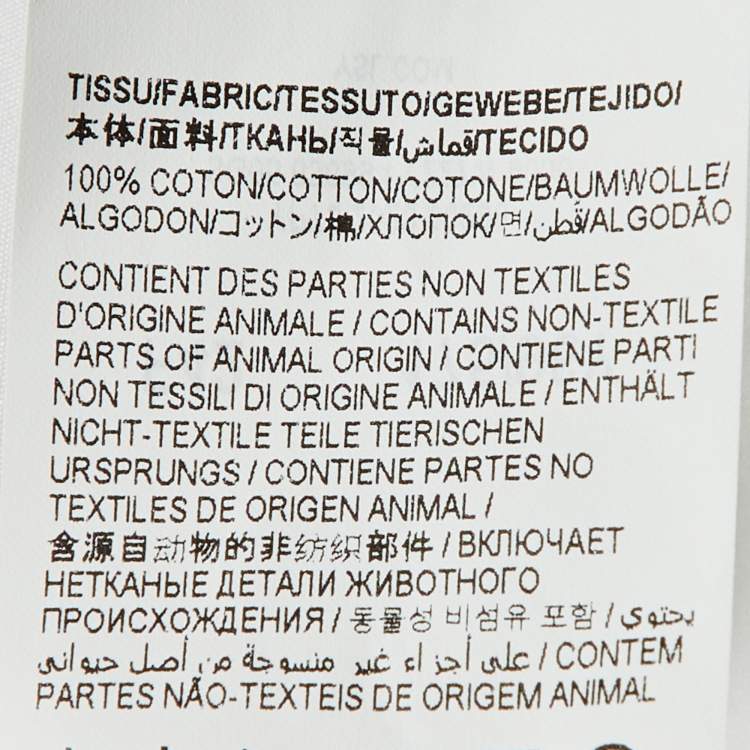 TISSU/FABRIC/TESSUTO/GEWEBE/TEJIDO/
本体/面料/ТКАНЬ/직물/قماش/TECIDO
100% COTON/COTTON/COTONE/BAUMWOLLE/
ALGODON/コットン/棉/ХЛОПОК/면/قطن/ALGODÃO
CONTIENT DES PARTIES NON TEXTILES
D'ORIGINE ANIMALE / CONTAINS NON-TEXTILE
PARTS OF ANIMAL ORIGIN / CONTIENE PARTI
NON TESSILI DI ORIGINE ANIMALE / ENTHÄLT
NICHT-TEXTILE TEILE TIERISCHEN
URSPRUNGS / CONTIENE PARTES NO
TEXTILES DE ORIGEN ANIMAL /
含源自动物的非纺织部件 / ВКЛЮЧАЕТ
НЕТКАНЫЕ ДЕТАЛИ ЖИВОТНОГО
ПРОИСХОЖДЕНИЯ / 동물성 비섬유 포함 / يحتوي
على أجزاء غير منسوجة من أصل حيواني / CONTEM
PARTES NÃO-TEXTEIS DE ORIGEM ANIMAL